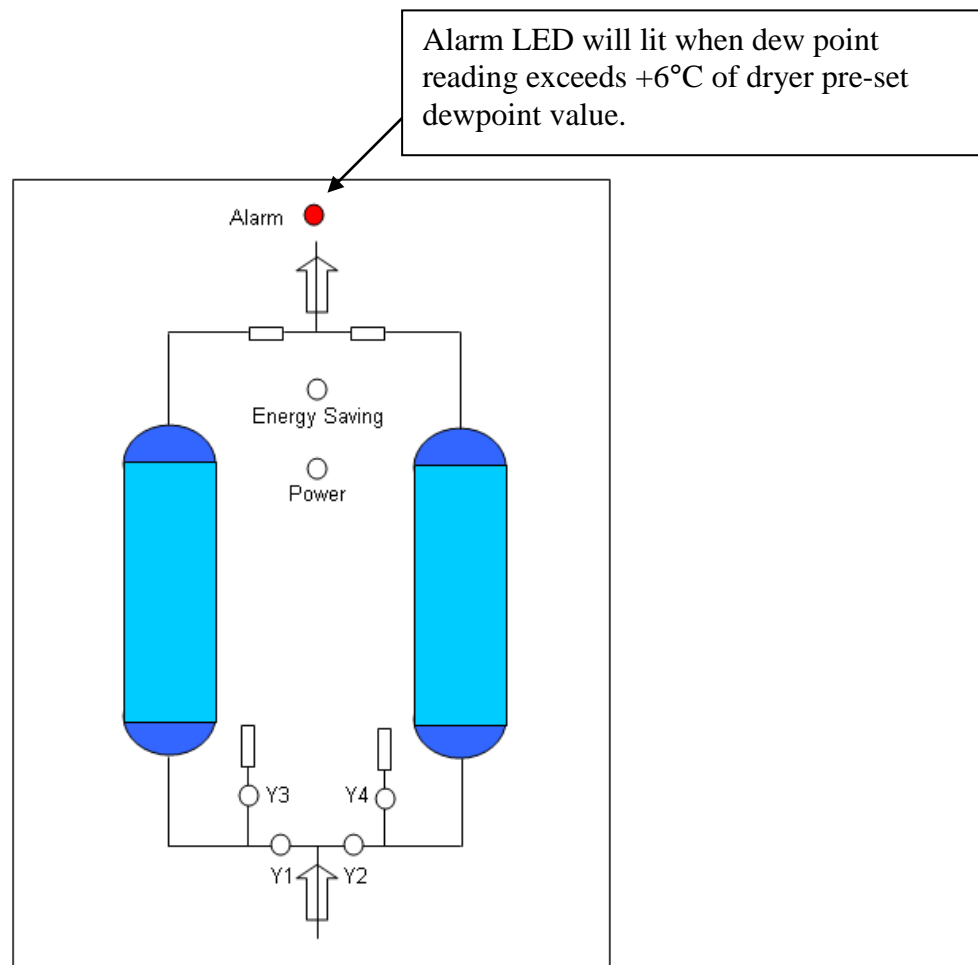 Alarm LED will lit when dew point
reading exceeds +6°C of dryer pre-set
dewpoint value.
Alarm
Energy Saving
Power
Y3
Y4
Y1
Y2